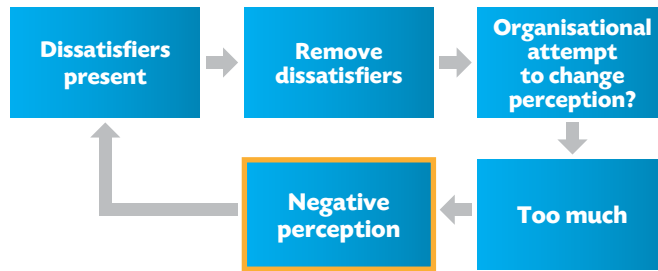 Dissatisfiers
present
Remove
dissatisfiers
Organisational
attempt
to change
perception?
Too much
Negative
perception